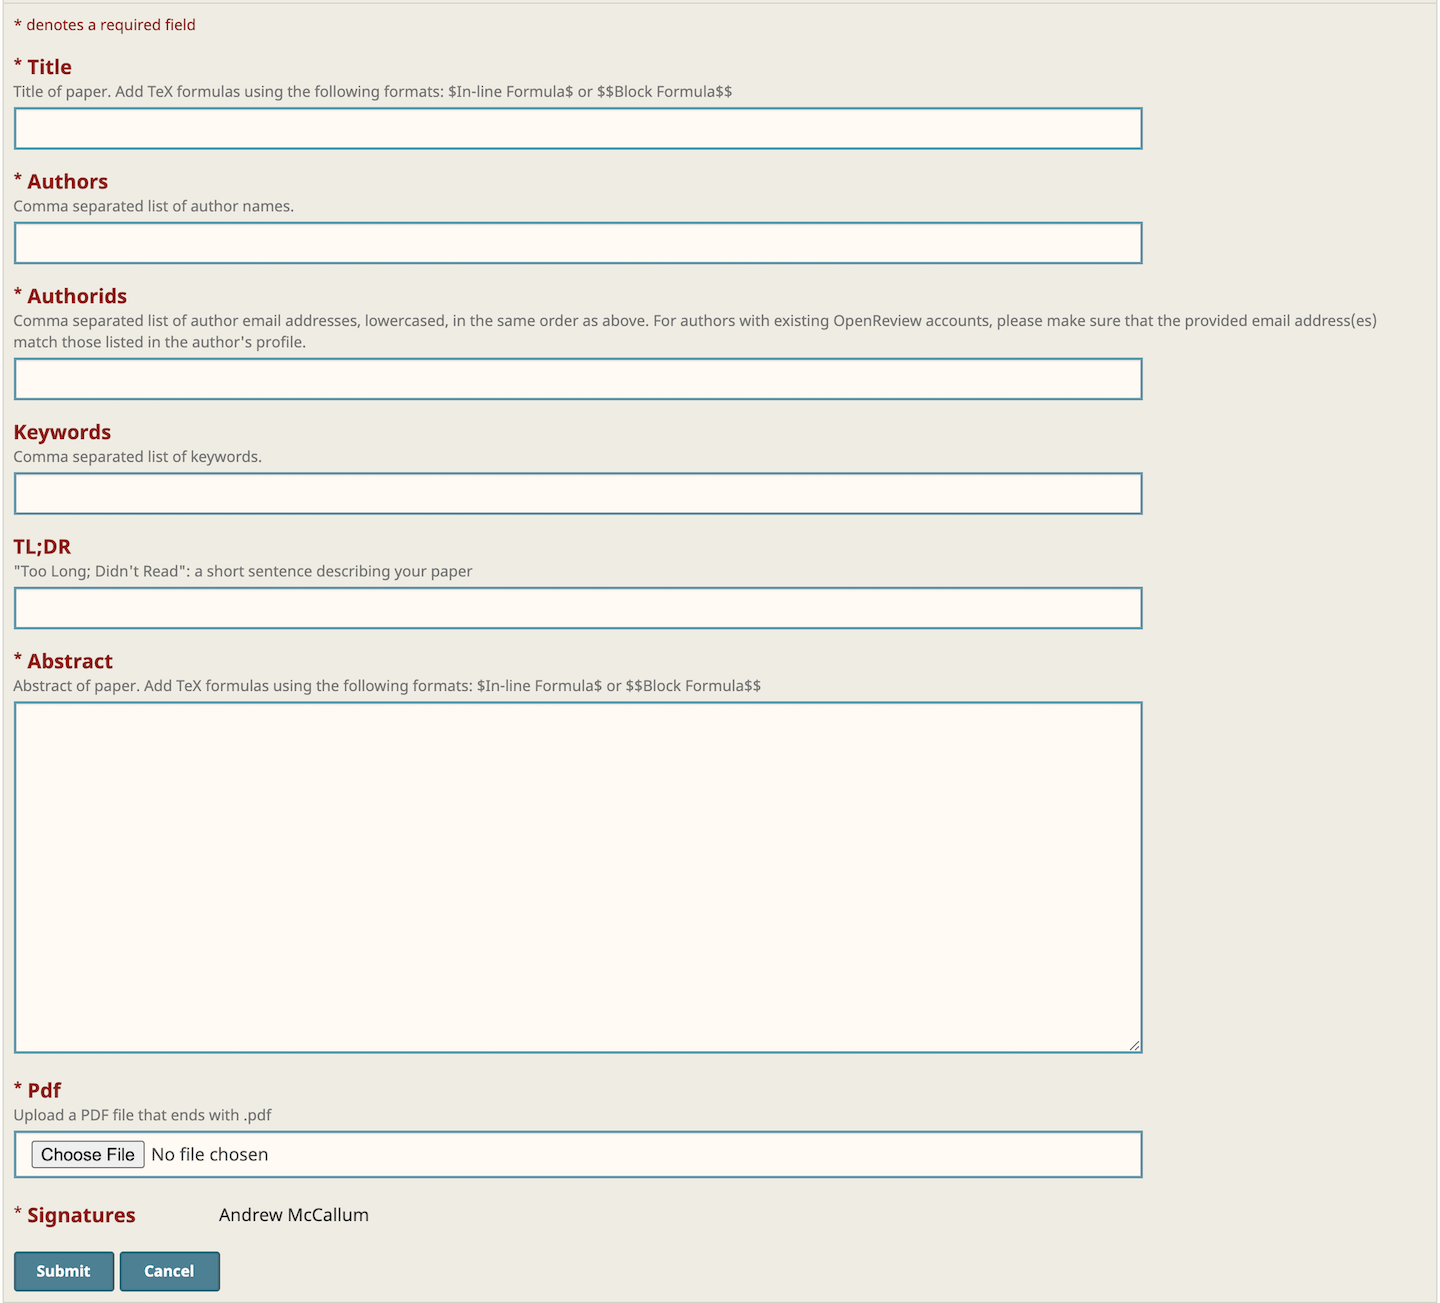 * denotes a required field
* Title
Title of paper. Add TeX formulas using the following formats: $In-line Formula$ or $$Block Formula$$
* Authors
Comma separated list of author names.
* Authorids
Comma separated list of author email addresses, lowercased, in the same order as above. For authors with existing OpenReview accounts, please make sure that the provided email address(es)
match those listed in the author's profile.
Keywords
Comma separated list of keywords.
TL;DR
"Too Long; Didn't Read": a short sentence describing your paper
* Abstract
Abstract of paper. Add TeX formulas using the following formats: $In-line Formula$ or $$Block Formula$$
* Pdf
Upload a PDF file that ends with .pdf
Choose File No file chosen
* Signatures Andrew McCallum
Submit Cancel